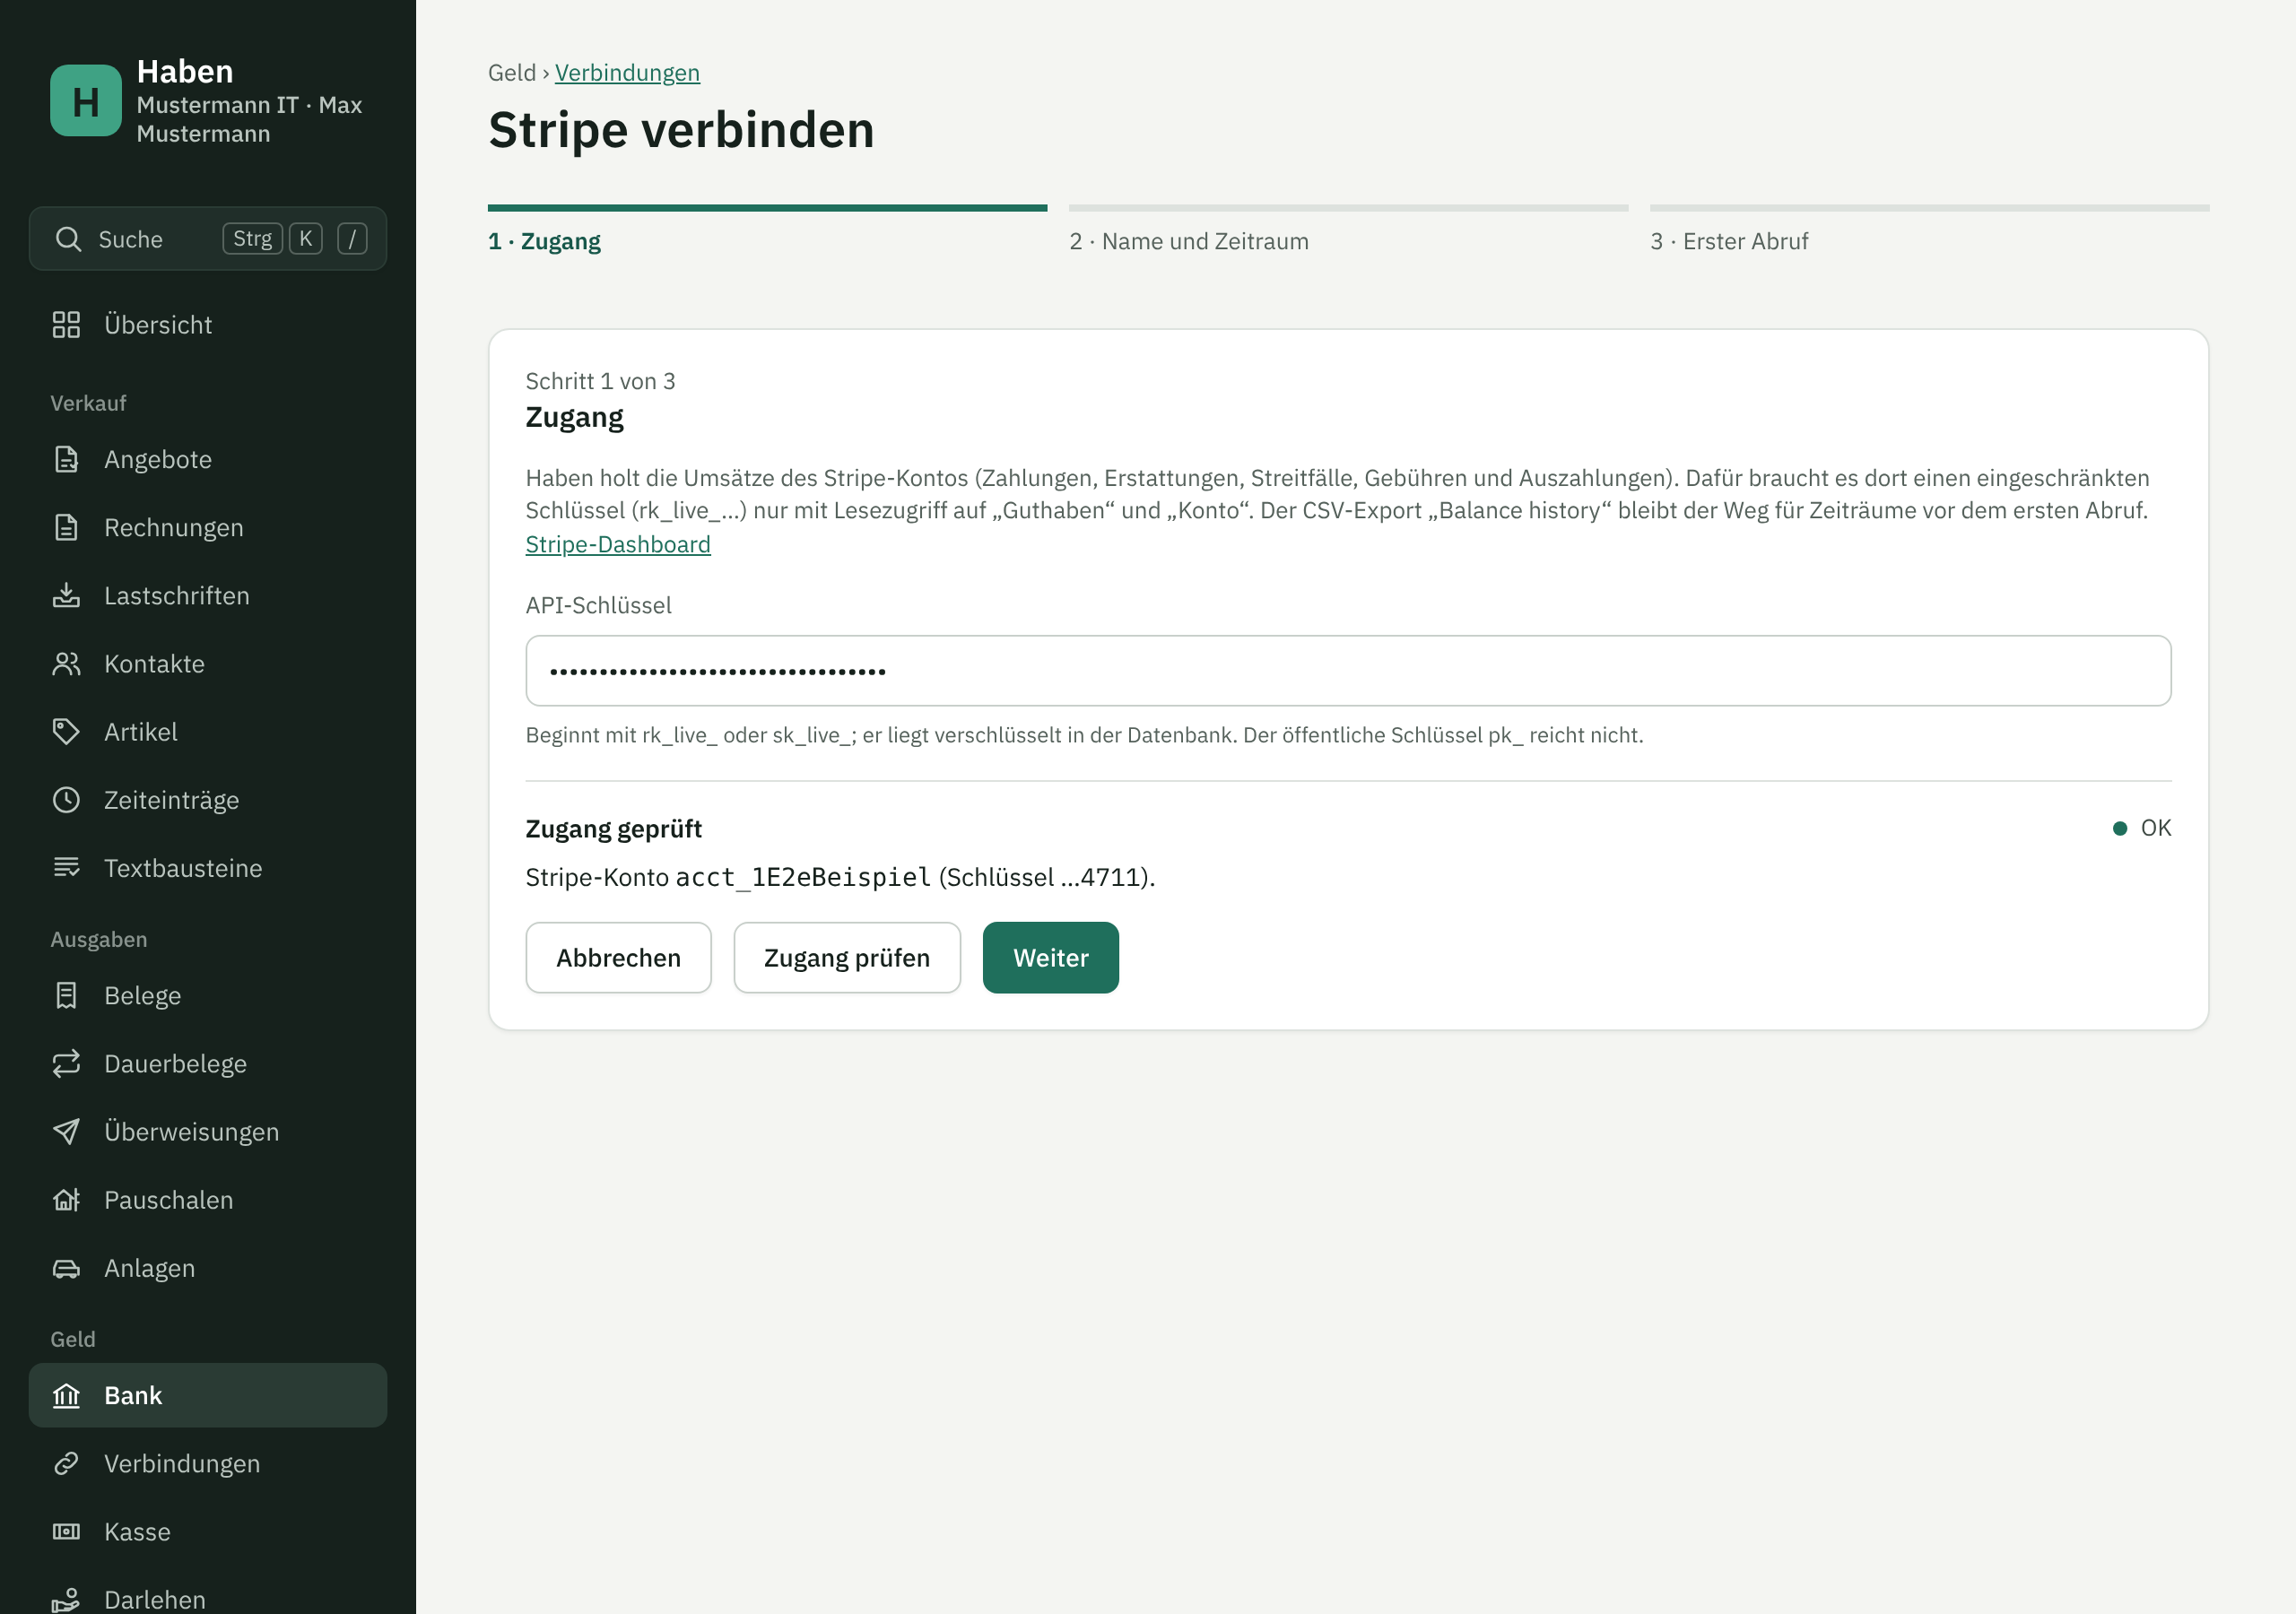 H
Haben
Mustermann IT · Max
Mustermann
Suche Strg K /
Übersicht
Verkauf
Angebote
Rechnungen
Lastschriften
Kontakte
Artikel
Zeiteinträge
Textbausteine
Ausgaben
Belege
Dauerbelege
Überweisungen
Pauschalen
Anlagen
Geld
Bank
Verbindungen
Kasse
Darlehen
Geld › Verbindungen
Stripe verbinden
1 · Zugang
2 · Name und Zeitraum
3 · Erster Abruf
Schritt 1 von 3
Zugang
Haben holt die Umsätze des Stripe-Kontos (Zahlungen, Erstattungen, Streitfälle, Gebühren und Auszahlungen). Dafür braucht es dort einen eingeschränkten
Schlüssel (rk_live_…) nur mit Lesezugriff auf „Guthaben“ und „Konto“. Der CSV-Export „Balance history“ bleibt der Weg für Zeiträume vor dem ersten Abruf.
Stripe-Dashboard
API-Schlüssel
••••••••••••••••••••••••••••••••••
Beginnt mit rk_live_ oder sk_live_; er liegt verschlüsselt in der Datenbank. Der öffentliche Schlüssel pk_ reicht nicht.
Zugang geprüft
OK
Stripe-Konto acct_1E2eBeispiel (Schlüssel …4711).
Abbrechen
Zugang prüfen
Weiter